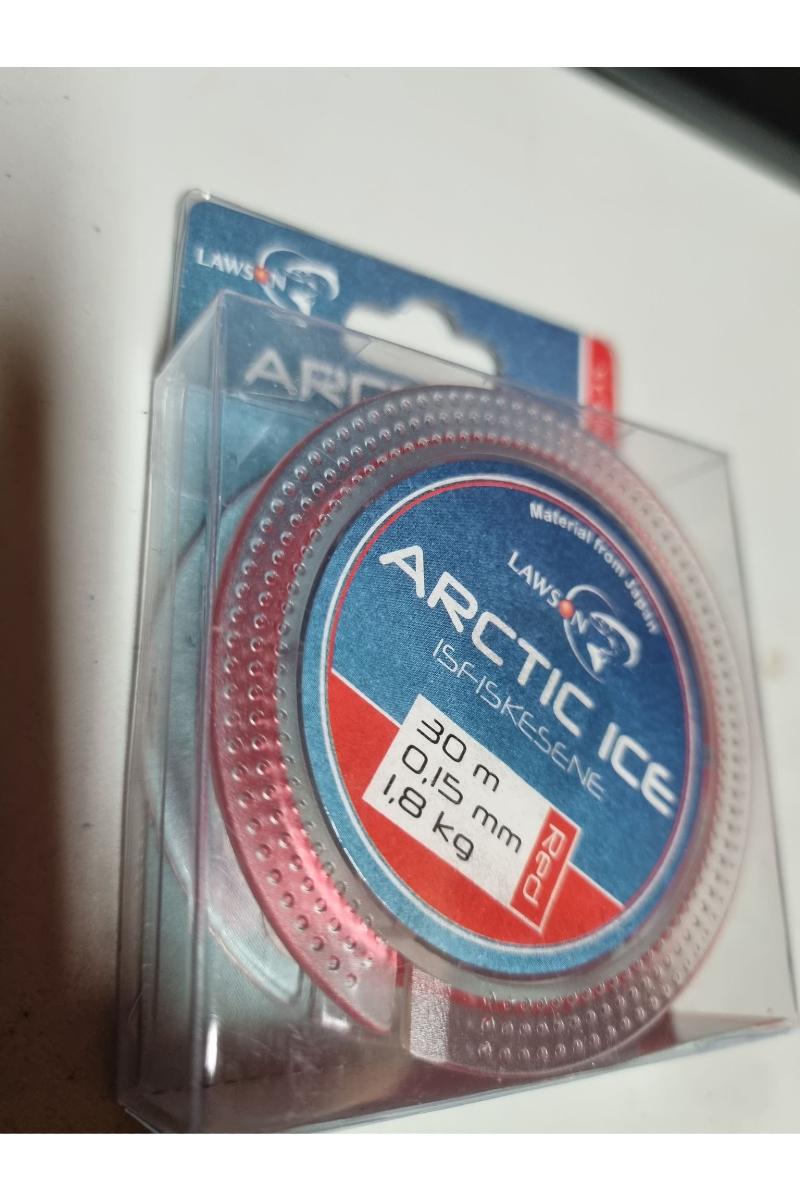 LAWSON
Material from Japan
LAWSON
ARCTIC ICE
ISFISKESENE
30 m
0,15 mm
1,8 kg
Red